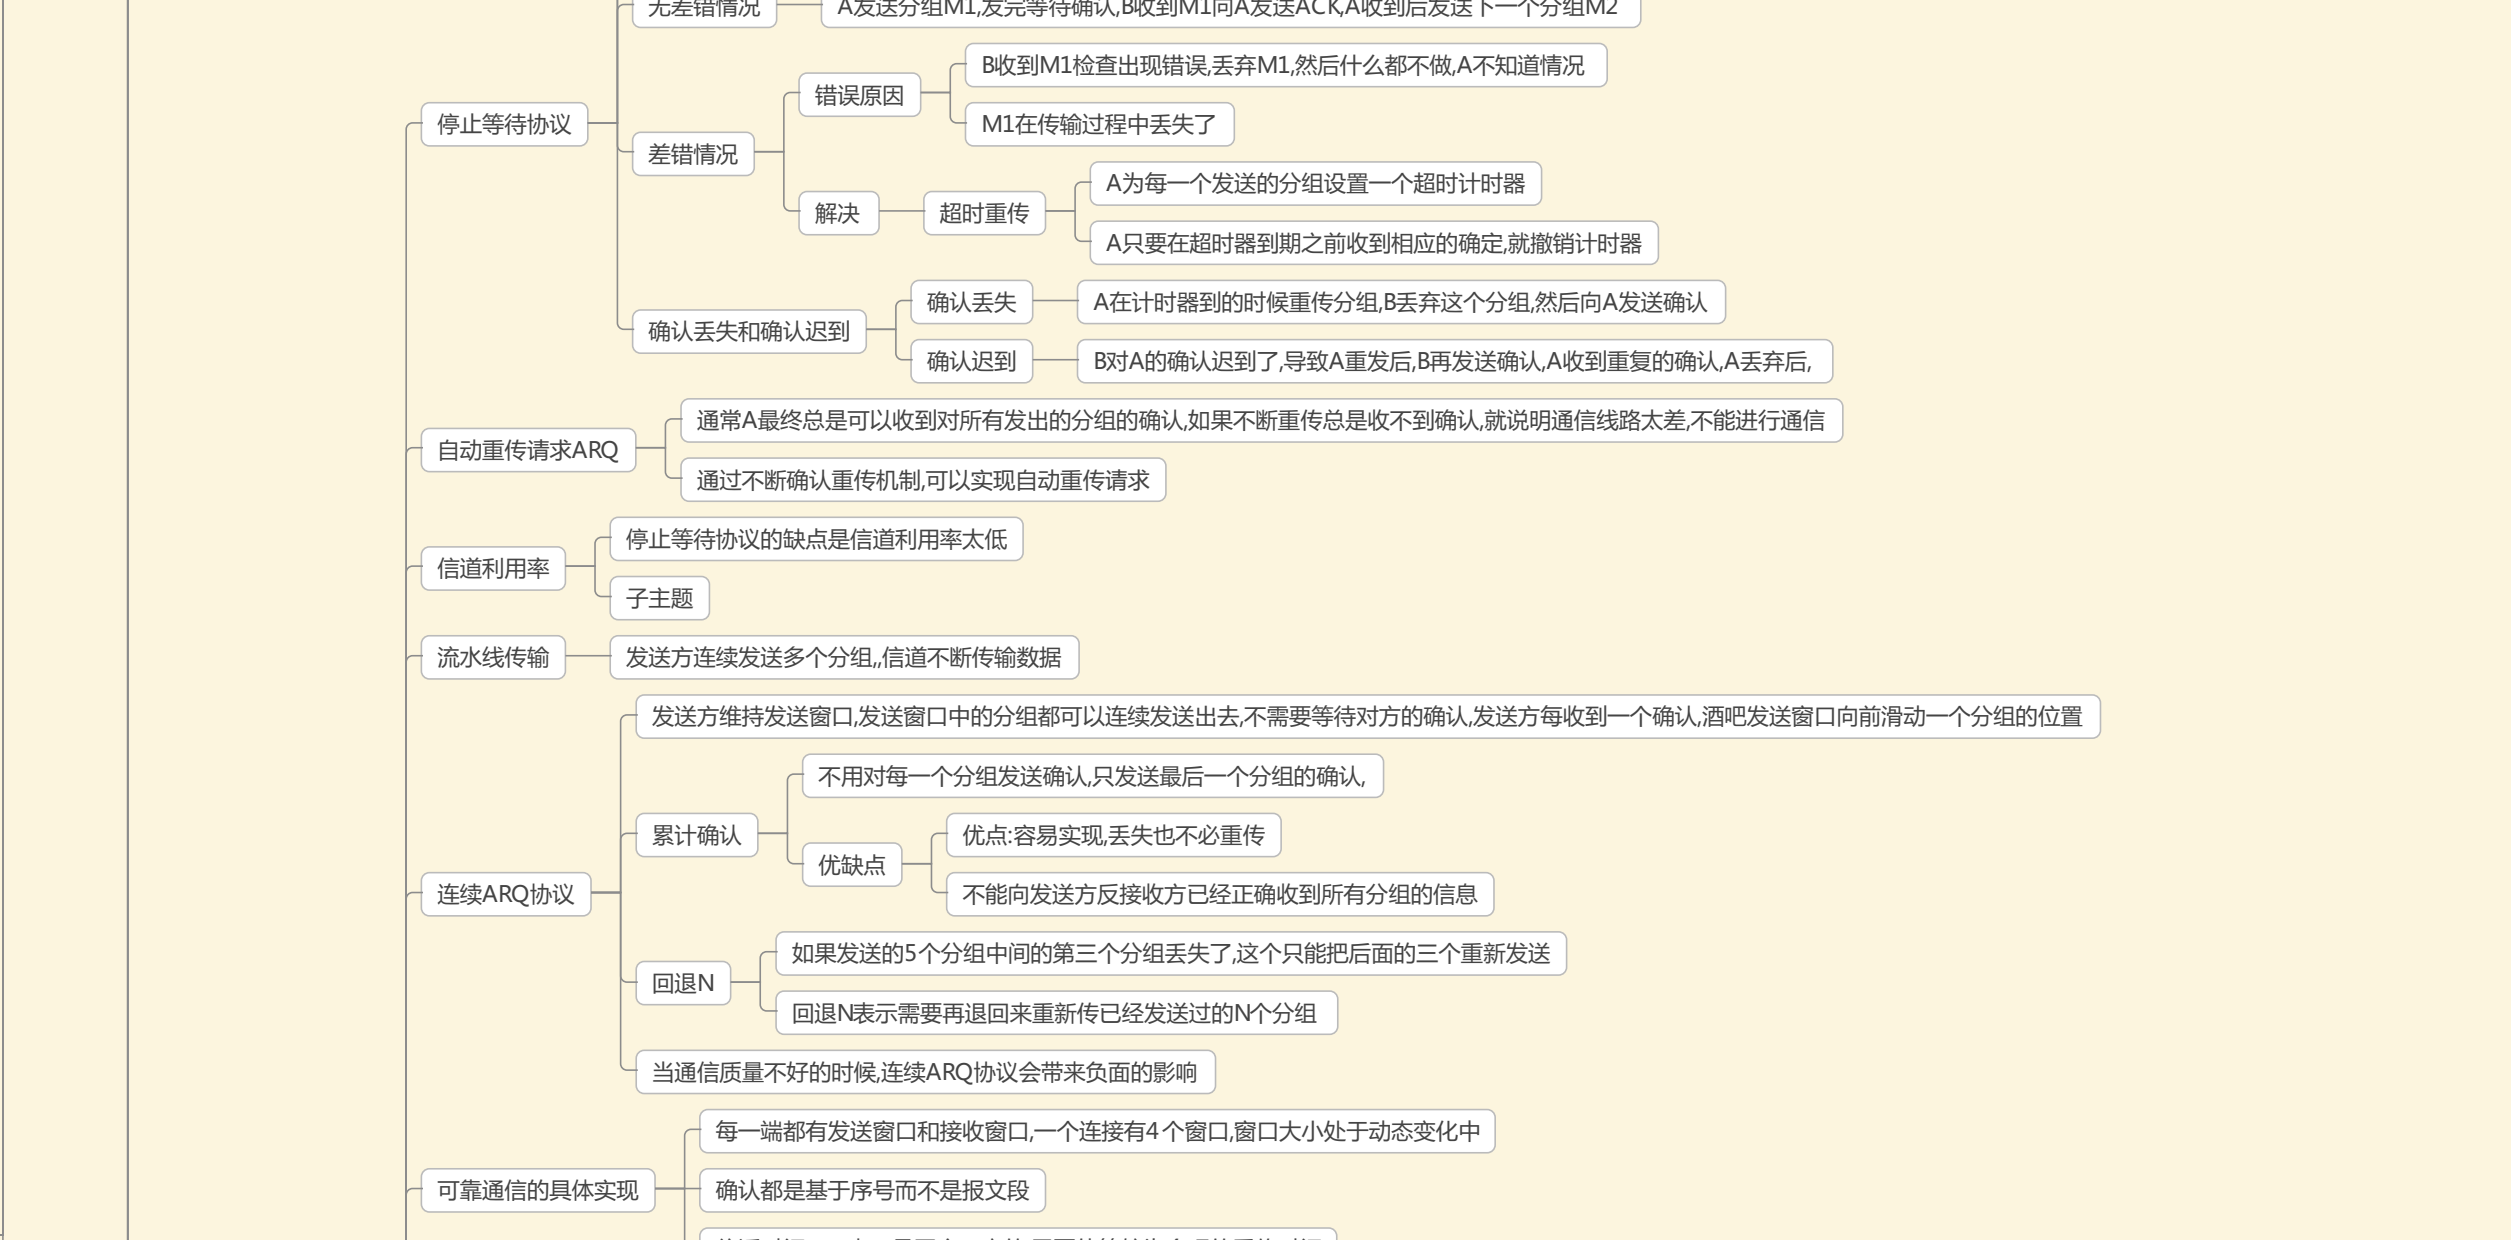 无差错情况
A发送分组M1,发完等待确认,B收到M1向A发送ACK,A收到后发送下一个分组M2
停止等待协议
差错情况
错误原因
B收到M1检查出现错误,丢弃M1,然后什么都不做,A不知道情况
M1在传输过程中丢失了
解决
超时重传
A为每一个发送的分组设置一个超时计时器
A只要在超时器到期之前收到相应的确定,就撤销计时器
确认丢失和确认迟到
确认丢失
A在计时器到的时候重传分组,B丢弃这个分组,然后向A发送确认
确认迟到
B对A的确认迟到了,导致A重发后,B再发送确认,A收到重复的确认,A丢弃后,
自动重传请求ARQ
通常A最终总是可以收到对所有发出的分组的确认,如果不断重传总是收不到确认,就说明通信线路太差,不能进行通信
通过不断确认重传机制,可以实现自动重传请求
信道利用率
停止等待协议的缺点是信道利用率太低
子主题
流水线传输
发送方连续发送多个分组,,信道不断传输数据
连续ARQ协议
发送方维持发送窗口,发送窗口中的分组都可以连续发送出去,不需要等待对方的确认,发送方每收到一个确认,酒吧发送窗口向前滑动一个分组的位置
累计确认
不用对每一个分组发送确认,只发送最后一个分组的确认,
优缺点
优点:容易实现,丢失也不必重传
不能向发送方反接收方已经正确收到所有分组的信息
回退N
如果发送的5个分组中间的第三个分组丢失了,这个只能把后面的三个重新发送
回退N表示需要再退回来重新传已经发送过的N个分组
当通信质量不好的时候,连续ARQ协议会带来负面的影响
可靠通信的具体实现
每一端都有发送窗口和接收窗口,一个连接有4个窗口,窗口大小处于动态变化中
确认都是基于序号而不是报文段